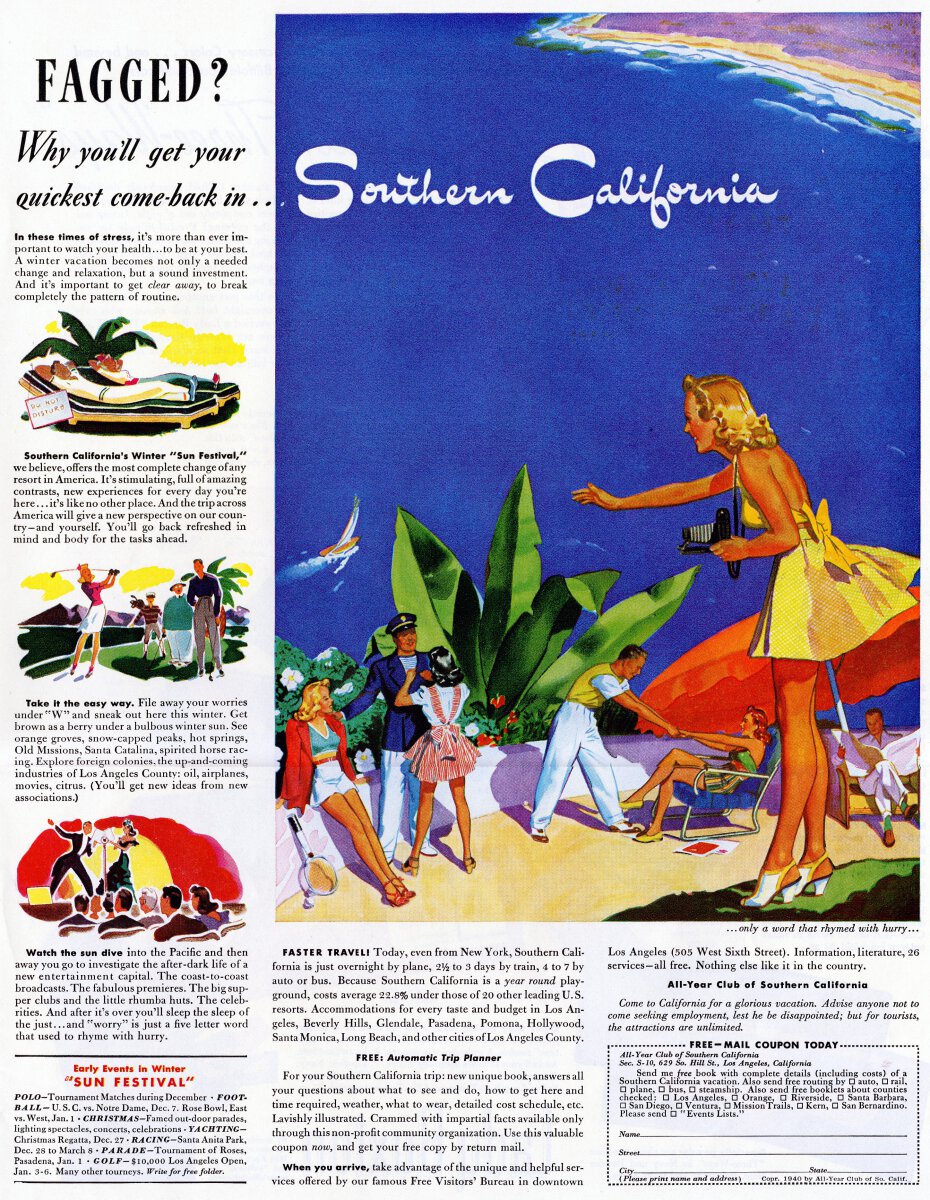 FAGGED?
Why you'll get your
quickest come-back in...
Southern California
In these times of stress, it's more than ever im-
portant to watch your health...to be at your best.
A winter vacation becomes not only a needed
change and relaxation, but a sound investment.
And it's important to get clear away, to break
completely the pattern of routine.
DO NOT
DISTURB
Southern California's Winter "Sun Festival,"
we believe, offers the most complete change of any
resort in America. It's stimulating, full of amazing
contrasts, new experiences for every day you're
here...it's like no other place. And the trip across
America will give a new perspective on our coun-
try—and yourself. You'll go back refreshed in
mind and body for the tasks ahead.
Take it the easy way. File away your worries
under "W" and sneak out here this winter. Get
brown as a berry under a bulbous winter sun. See
orange groves, snow-capped peaks, hot springs,
Old Missions, Santa Catalina, spirited horse rac-
ing. Explore foreign colonies, the up-and-coming
industries of Los Angeles County: oil, airplanes,
movies, citrus. (You'll get new ideas from new
associations.)
Watch the sun dive into the Pacific and then
away you go to investigate the after-dark life of a
new entertainment capital. The coast-to-coast
broadcasts. The fabulous premieres. The big sup-
per clubs and the little rhumba huts. The celeb-
rities. And after it's over you'll sleep the sleep of
the just...and "worry" is just a five letter word
that used to rhyme with hurry.
Early Events in Winter
"SUN FESTIVAL"
POLO—Tournament Matches during December • FOOT-
BALL—U. S. C. vs. Notre Dame, Dec. 7. Rose Bowl, East
vs. West, Jan. 1 • CHRISTMAS—Famed out-door parades,
lighting spectacles, concerts, celebrations • YACHTING—
Christmas Regatta, Dec. 27 • RACING—Santa Anita Park,
Dec. 28 to March 8 • PARADE—Tournament of Roses,
Pasadena, Jan. 1 • GOLF—$10,000 Los Angeles Open,
Jan. 3-6. Many other tourneys. Write for free folder.
...only a word that rhymed with hurry...
FASTER TRAVEL! Today, even from New York, Southern Cali-
fornia is just overnight by plane, 2½ to 3 days by train, 4 to 7 by
auto or bus. Because Southern California is a year round play-
ground, costs average 22.8% under those of 20 other leading U.S.
resorts. Accommodations for every taste and budget in Los An-
geles, Beverly Hills, Glendale, Pasadena, Pomona, Hollywood,
Santa Monica, Long Beach, and other cities of Los Angeles County.
FREE: Automatic Trip Planner
For your Southern California trip: new unique book, answers all
your questions about what to see and do, how to get here and
time required, weather, what to wear, detailed cost schedule, etc.
Lavishly illustrated. Crammed with impartial facts available only
through this non-profit community organization. Use this valuable
coupon now, and get your free copy by return mail.
When you arrive, take advantage of the unique and helpful ser-
vices offered by our famous Free Visitors' Bureau in downtown
Los Angeles (505 West Sixth Street). Information, literature, 26
services—all free. Nothing else like it in the country.
All-Year Club of Southern California
Come to California for a glorious vacation. Advise anyone not to
come seeking employment, lest he be disappointed; but for tourists,
the attractions are unlimited.
FREE—MAIL COUPON TODAY
All-Year Club of Southern California
Sec. S-10, 629 So. Hill St., Los Angeles, California
Send me free book with complete details (including costs) of a
Southern California vacation. Also send free routing by □ auto, □ rail,
□ plane, □ bus, □ steamship. Also send free booklets about counties
checked: □ Los Angeles, □ Orange, □ Riverside, □ Santa Barbara,
□ San Diego, □ Ventura, □ Mission Trails, □ Kern, □ San Bernardino.
Please send □ "Events Lists."
Name
Street
City State
(Please print name and address) Copr. 1940 by All-Year Club of So. Calif.